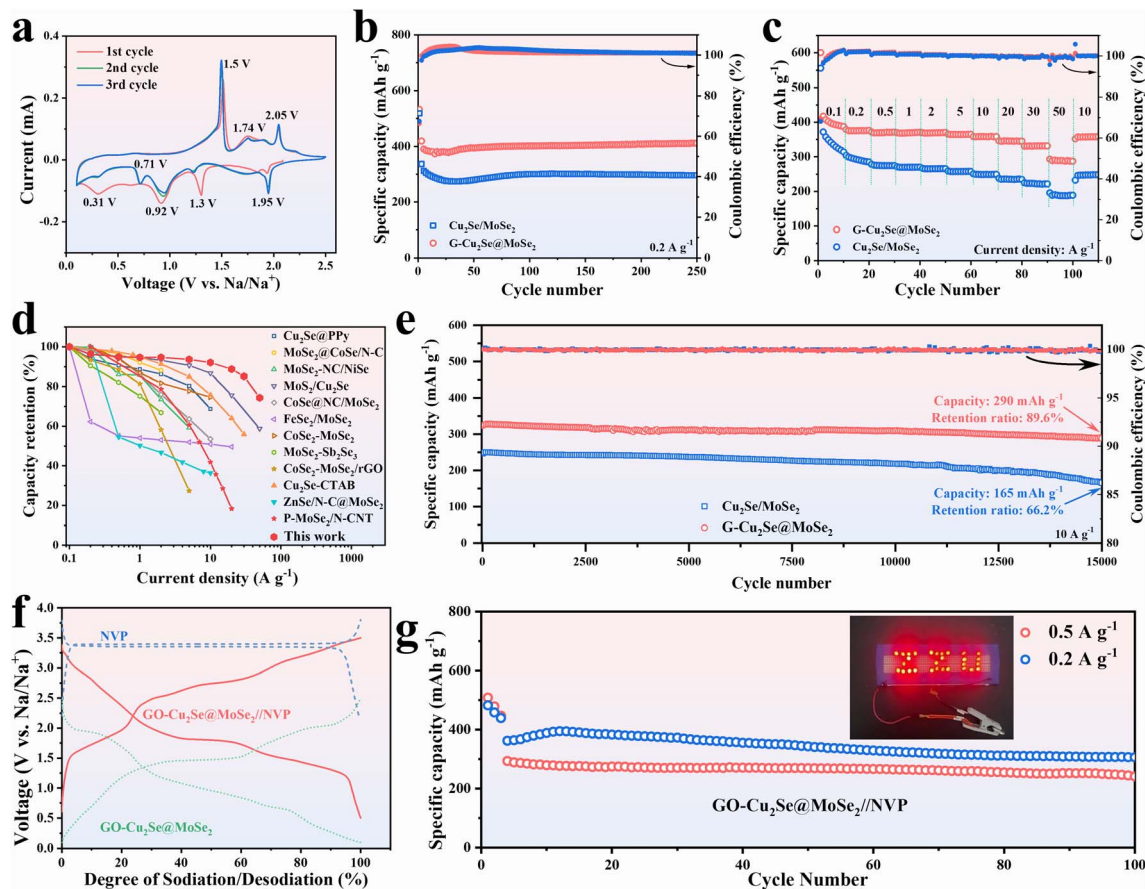 a
1st cycle
2nd cycle
3rd cycle
1.5 V
1.74 V
2.05 V
0.71 V
0.31 V
0.92 V
1.3 V
1.95 V
0.4
0.2
0.0
-0.2
Current (mA)
0.0 0.5 1.0 1.5 2.0 2.5
Voltage (V vs. Na/Na⁺)
b
800
700
600
500
400
300
200
0
Specific capacity (mAh g⁻¹)
100
80
60
40
20
0
Coulombic efficiency (%)
Cu₂Se/MoSe₂
G-Cu₂Se@MoSe₂
0.2 A g⁻¹
0 50 100 150 200 250
Cycle number
c
600
500
400
300
200
100
0
Specific capacity (mAh g⁻¹)
0.1 0.2 0.5 1 2 5 10 20 30 50 10
100
80
60
40
20
0
Coulombic efficiency (%)
G-Cu₂Se@MoSe₂
Cu₂Se/MoSe₂
Current density: A g⁻¹
0 20 40 60 80 100
Cycle number
d
100
80
60
40
20
0
Capacity retention (%)
Cu₂Se@PPy
MoSe₂@CoSe/N-C
MoSe₂-NC/NiSe
MoS₂/Cu₂Se
CoSe@NC/MoSe₂
FeSe₂/MoSe₂
CoSe₂-MoSe₂
MoSe₂-Sb₂Se₃
CoSe₂-MoSe₂/rGO
Cu₂Se-CTAB
ZnSe/N-C@MoSe₂
P-MoSe₂/N-CNT
This work
0.1 1 10 100 1000
Current density (A g⁻¹)
e
600
550
500
450
400
350
300
250
200
150
100
50
0
Specific capacity (mAh g⁻¹)
100
95
90
85
80
Coulombic efficiency (%)
Capacity: 290 mAh g⁻¹
Retention ratio: 89.6%
Capacity: 165 mAh g⁻¹
Retention ratio: 66.2%
Cu₂Se/MoSe₂
G-Cu₂Se@MoSe₂
10 A g⁻¹
0 2500 5000 7500 10000 12500 15000
Cycle number
f
4.0
3.5
3.0
2.5
2.0
1.5
1.0
0.5
0.0
Voltage (V vs. Na/Na⁺)
NVP
GO-Cu₂Se@MoSe₂//NVP
GO-Cu₂Se@MoSe₂
0 20 40 60 80 100
Degree of Sodiation/Desodiation (%)
g
800
600
400
300
200
0
Specific capacity (mAh g⁻¹)
0.5 A g⁻¹
0.2 A g⁻¹
GO-Cu₂Se@MoSe₂//NVP
0 20 40 60 80 100
Cycle Number